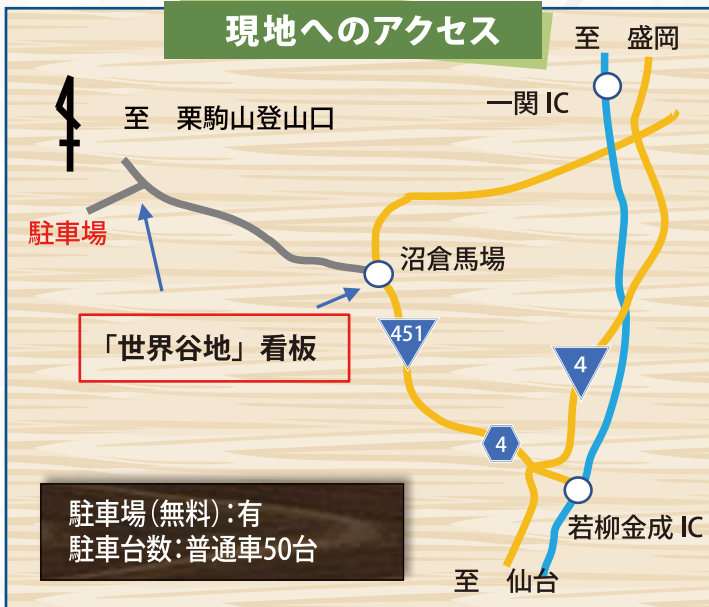 現地へのアクセス
至 盛岡
一関 IC
至 栗駒山登山口
駐車場
沼倉馬場
「世界谷地」看板
451
4
4
駐車場(無料):有
駐車台数:普通車50台
若柳金成 IC
至 仙台